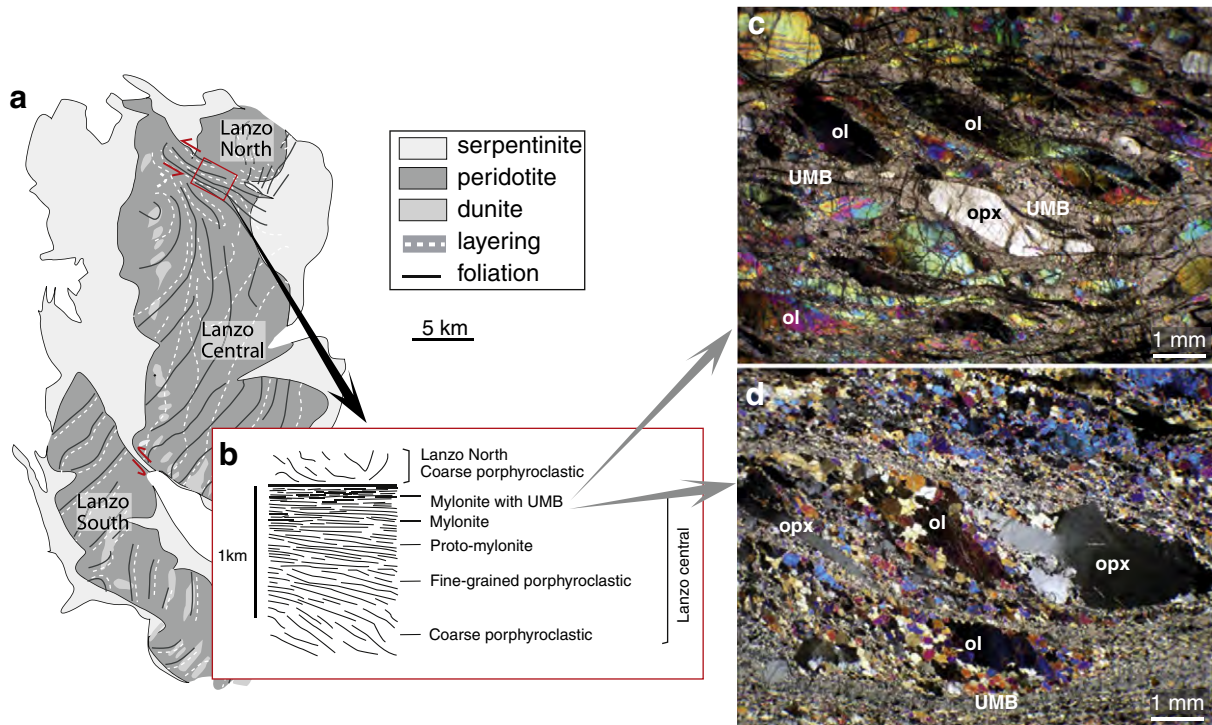 a
Lanzo
North
Lanzo
Central
Lanzo
South
serpentinite
peridotite
dunite
layering
foliation
5 km
b
1km
Lanzo North
Coarse porphyroclastic
Mylonite with UMB
Mylonite
Proto-mylonite
Fine-grained porphyroclastic
Coarse porphyroclastic
Lanzo central
c
ol
ol
UMB
opx
UMB
ol
1 mm
d
opx
ol
opx
ol
UMB
1 mm